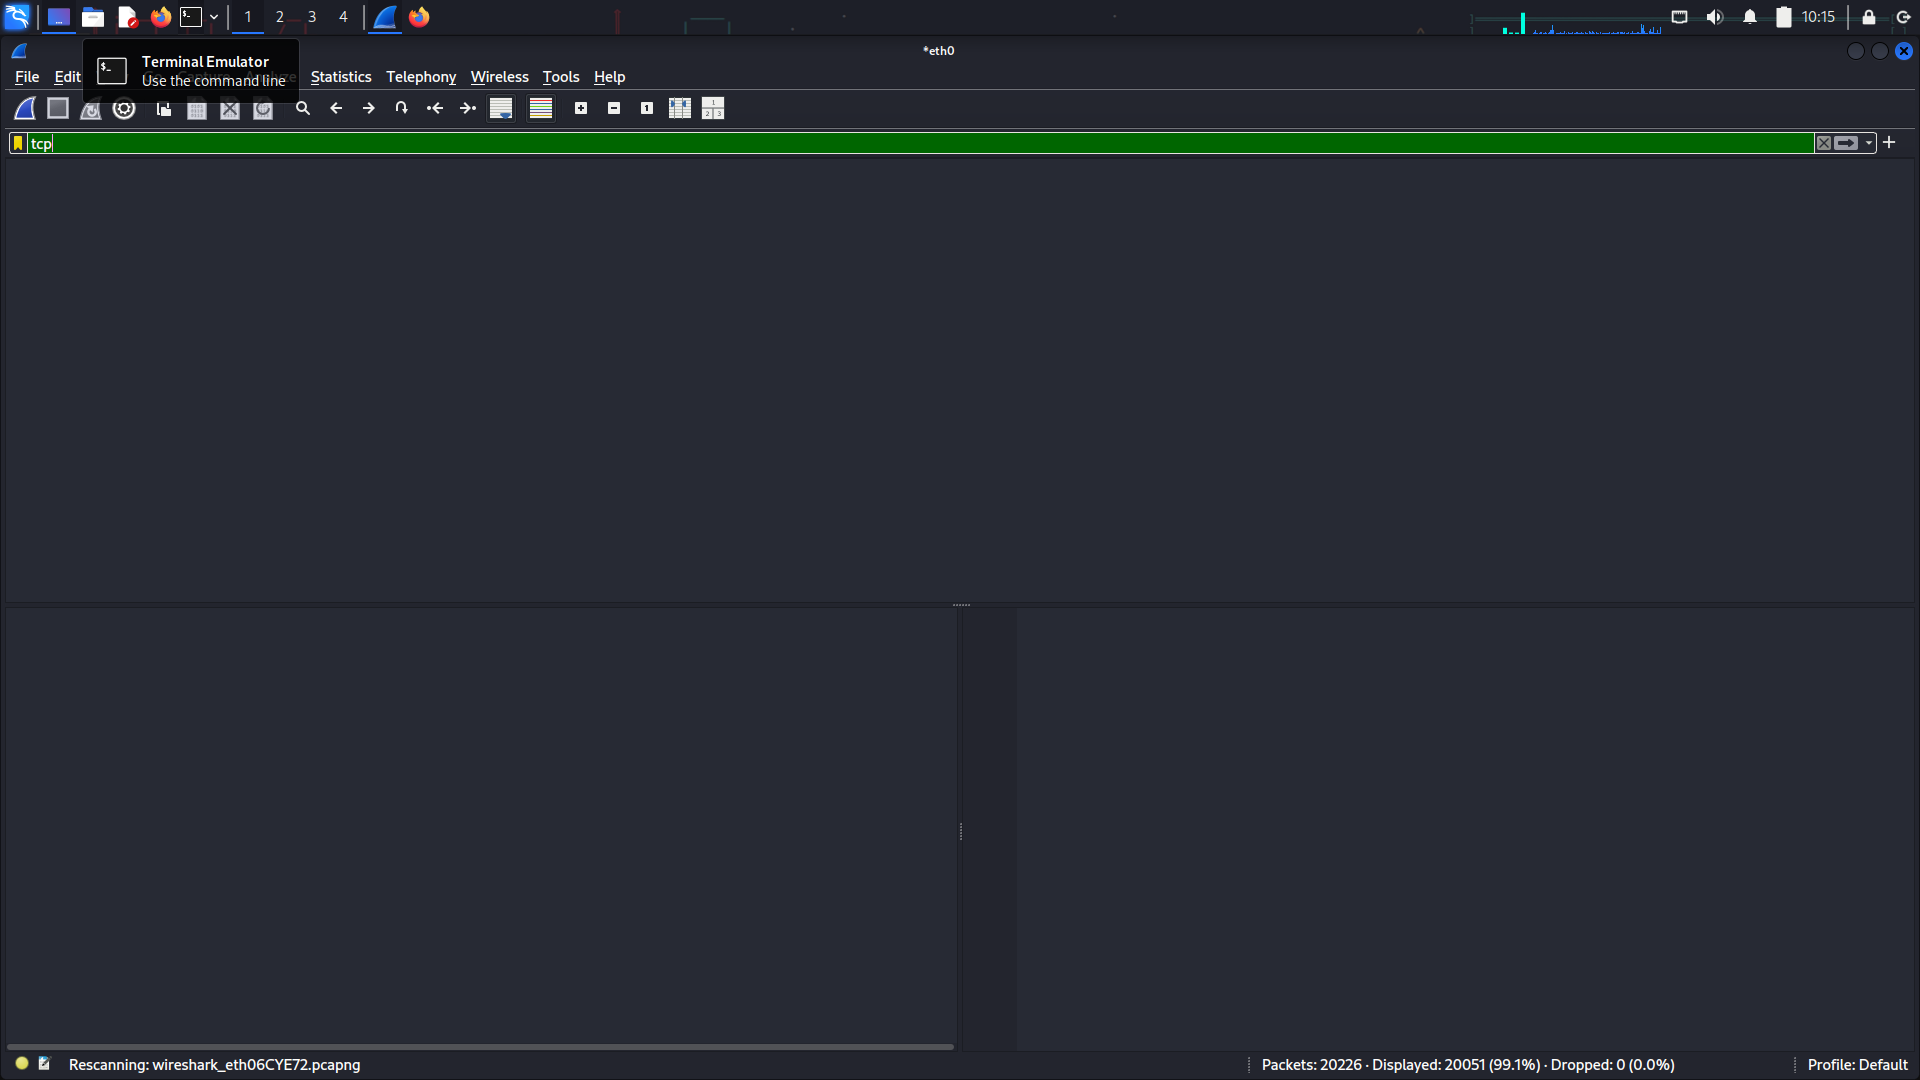 1 2 3 4
10:15
*eth0
Terminal Emulator
Use the command line
File Edit Statistics Telephony Wireless Tools Help
tcp
Rescanning: wireshark_eth06CYE72.pcapng
Packets: 20226 · Displayed: 20051 (99.1%) · Dropped: 0 (0.0%)
Profile: Default